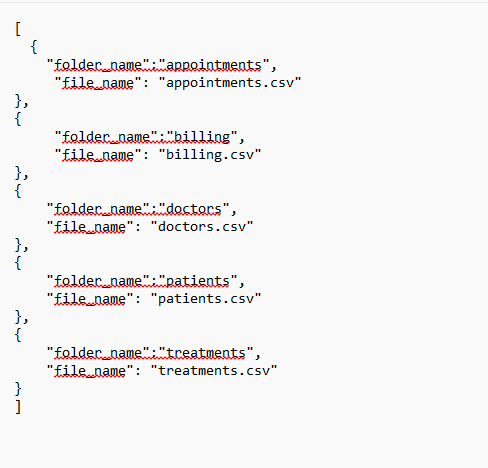 [
{
"folder_name":"appointments",
"file_name": "appointments.csv"
},
{
"folder_name":"billing",
"file_name": "billing.csv"
},
{
"folder_name":"doctors",
"file_name": "doctors.csv"
},
{
"folder_name":"patients",
"file_name": "patients.csv"
},
{
"folder_name":"treatments",
"file_name": "treatments.csv"
}
]